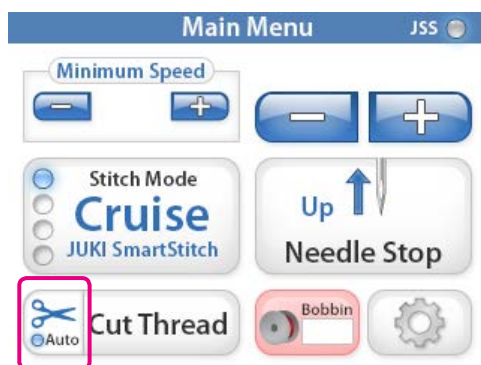 Main Menu
JSS
Minimum Speed
Stitch Mode
Cruise
JUKI SmartStitch
Up
Needle Stop
Auto
Cut Thread
Bobbin